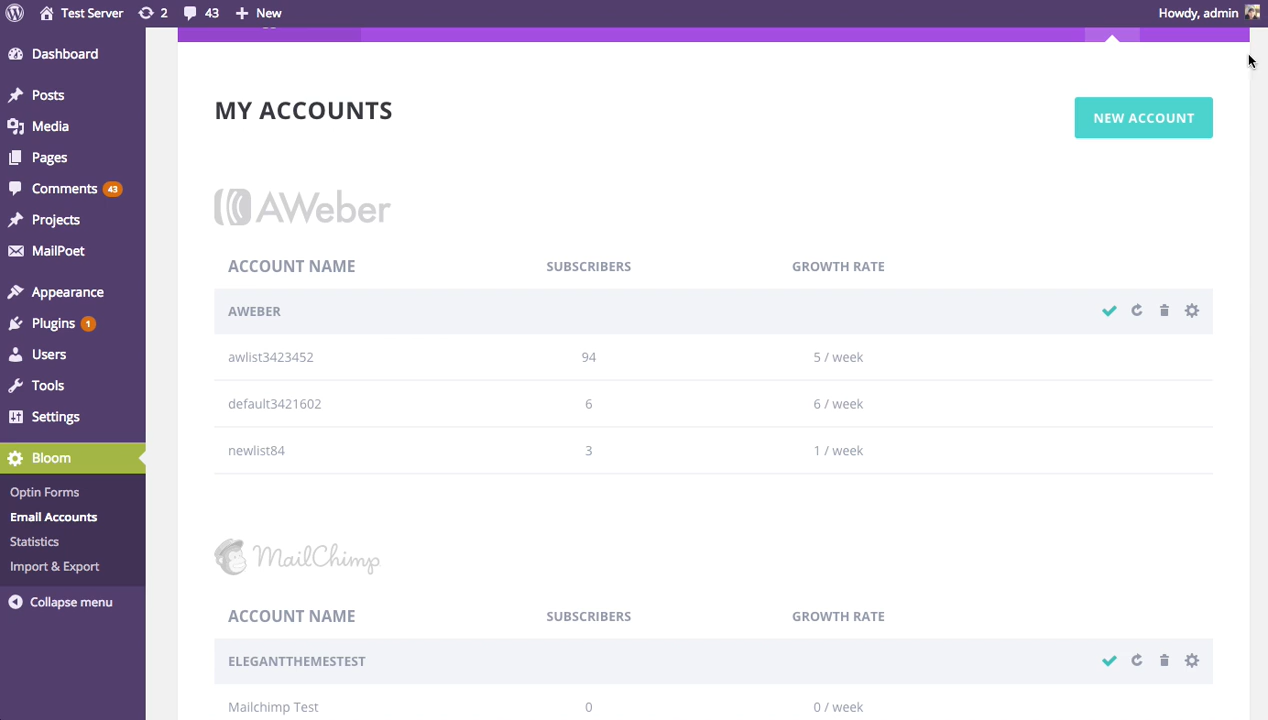 Test Server 2 43 New Howdy, admin
Dashboard
Posts
Media
Pages
Comments 43
Projects
MailPoet
Appearance
Plugins 1
Users
Tools
Settings
Bloom
Optin Forms
Email Accounts
Statistics
Import & Export
Collapse menu
MY ACCOUNTS
NEW ACCOUNT
AWeber
ACCOUNT NAME SUBSCRIBERS GROWTH RATE
AWEBER
awlist3423452 94 5 / week
default3421602 6 6 / week
newlist84 3 1 / week
MailChimp
ACCOUNT NAME SUBSCRIBERS GROWTH RATE
ELEGANTTHEMESTEST
Mailchimp Test 0 0 / week